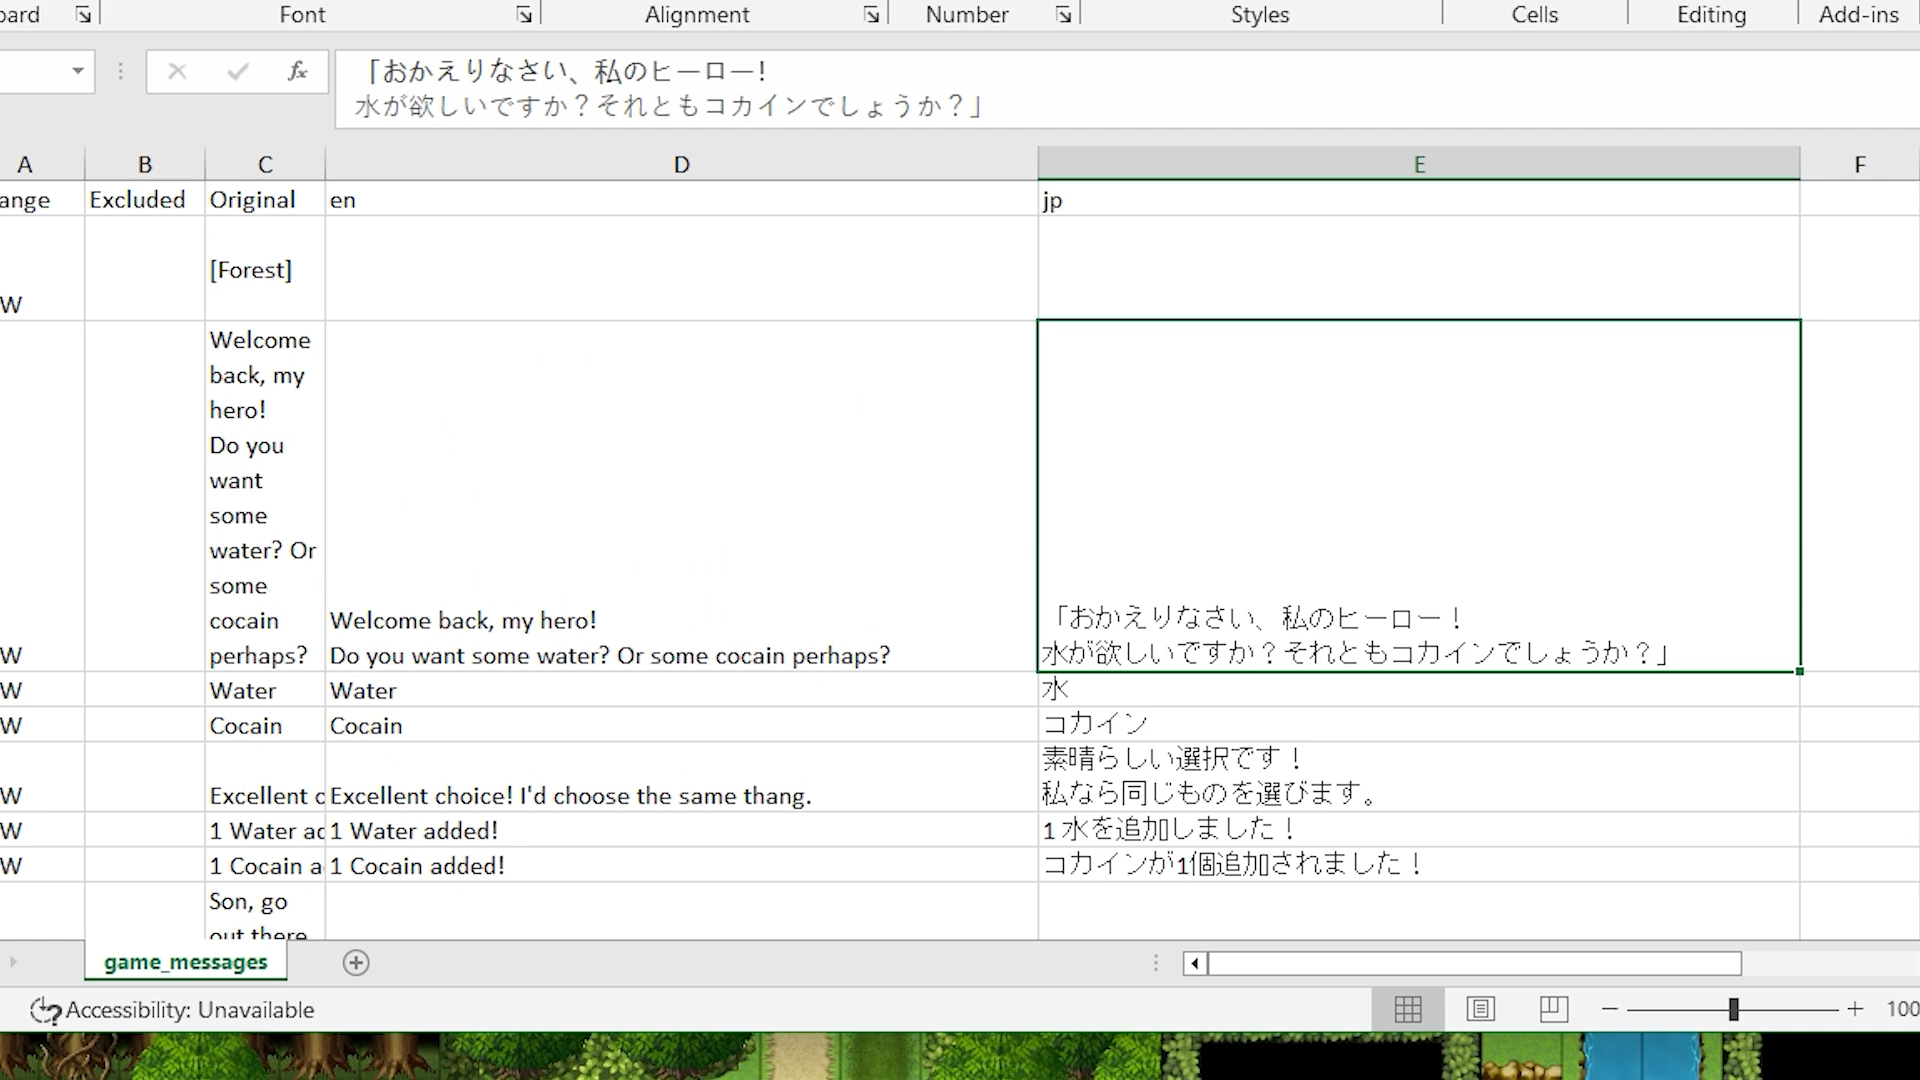 Font
Alignment
Number
Styles
Cells
Editing
Add-ins
fx
「おかえりなさい、私のヒーロー!
水が欲しいですか？それともコカインでしょうか？」
A B C D E F
Excluded Original en jp
[Forest]
W
Welcome
back, my
hero!
Do you
want
some
water? Or
some
cocain
perhaps?
Welcome back, my hero!
Do you want some water? Or some cocain perhaps?
「おかえりなさい、私のヒーロー！
水が欲しいですか？それともコカインでしょうか？」
W
W Water Water 水
W Cocain Cocain コカイン
素晴らしい選択です！
私なら同じものを選びます。
W Excellent Excellent choice! I'd choose the same thang.
W 1 Water 1 Water added! 1 水を追加しました！
W 1 Cocain 1 Cocain added! コカインが1個追加されました！
Son, go
out there
game_messages
Accessibility: Unavailable
100